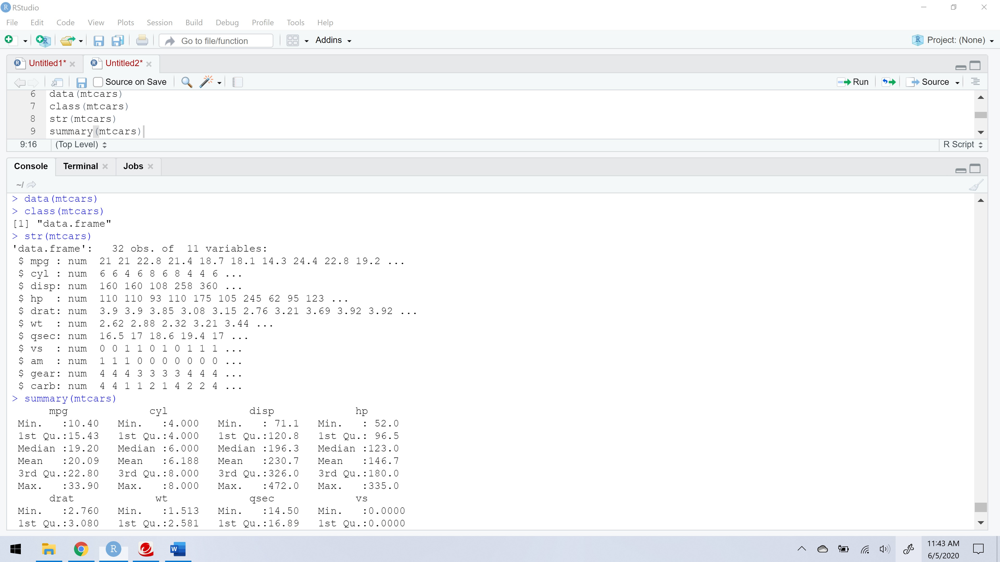 R RStudio
File Edit Code View Plots Session Build Debug Profile Tools Help
Go to file/function Addins Project: (None)
Untitled1* Untitled2*
Source on Save Run Source
6 data(mtcars)
7 class(mtcars)
8 str(mtcars)
9 summary(mtcars)
9:16 (Top Level) R Script
Console Terminal Jobs
~/
> data(mtcars)
> class(mtcars)
[1] "data.frame"
> str(mtcars)
'data.frame':   32 obs. of  11 variables:
 $ mpg : num  21 21 22.8 21.4 18.7 18.1 14.3 24.4 22.8 19.2 ...
 $ cyl : num  6 6 4 6 8 6 8 4 4 6 ...
 $ disp: num  160 160 108 258 360 ...
 $ hp  : num  110 110 93 110 175 105 245 62 95 123 ...
 $ drat: num  3.9 3.9 3.85 3.08 3.15 2.76 3.21 3.69 3.92 3.92 ...
 $ wt  : num  2.62 2.88 2.32 3.21 3.44 ...
 $ qsec: num  16.5 17 18.6 19.4 17 ...
 $ vs  : num  0 0 1 1 0 1 0 1 1 1 ...
 $ am  : num  1 1 1 0 0 0 0 0 0 0 ...
 $ gear: num  4 4 4 3 3 3 3 4 4 4 ...
 $ carb: num  4 4 1 1 2 1 4 2 2 4 ...
> summary(mtcars)
      mpg             cyl             disp             hp
 Min.   :10.40   Min.   :4.000   Min.   : 71.1   Min.   : 52.0
 1st Qu.:15.43   1st Qu.:4.000   1st Qu.:120.8   1st Qu.: 96.5
 Median :19.20   Median :6.000   Median :196.3   Median :123.0
 Mean   :20.09   Mean   :6.188   Mean   :230.7   Mean   :146.7
 3rd Qu.:22.80   3rd Qu.:8.000   3rd Qu.:326.0   3rd Qu.:180.0
 Max.   :33.90   Max.   :8.000   Max.   :472.0   Max.   :335.0
      drat             wt             qsec             vs
 Min.   :2.760   Min.   :1.513   Min.   :14.50   Min.   :0.0000
 1st Qu.:3.080   1st Qu.:2.581   1st Qu.:16.89   1st Qu.:0.0000
R W 11:43 AM
6/5/2020